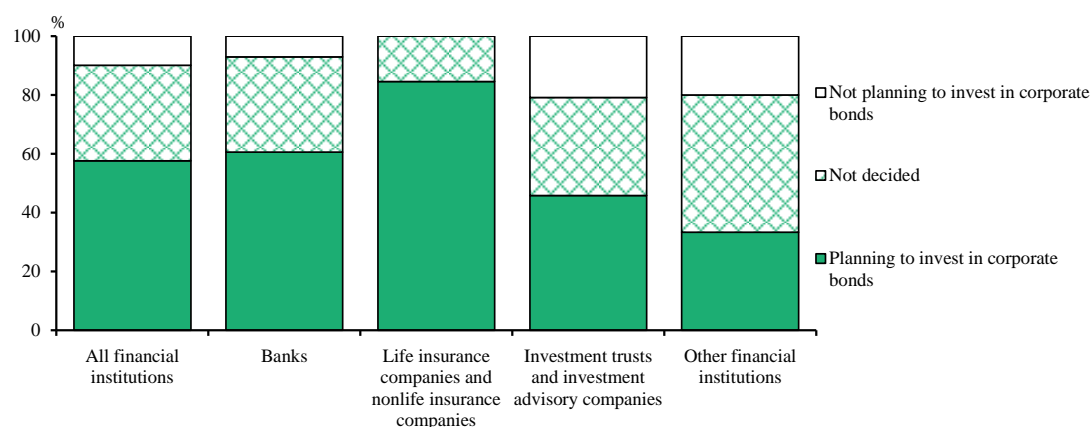 %
100
80
60
40
20
0
All financial
institutions
Banks
Life insurance
companies and
nonlife insurance
companies
Investment trusts
and investment
advisory companies
Other financial
institutions
Not planning to invest in corporate
bonds
Not decided
Planning to invest in corporate
bonds